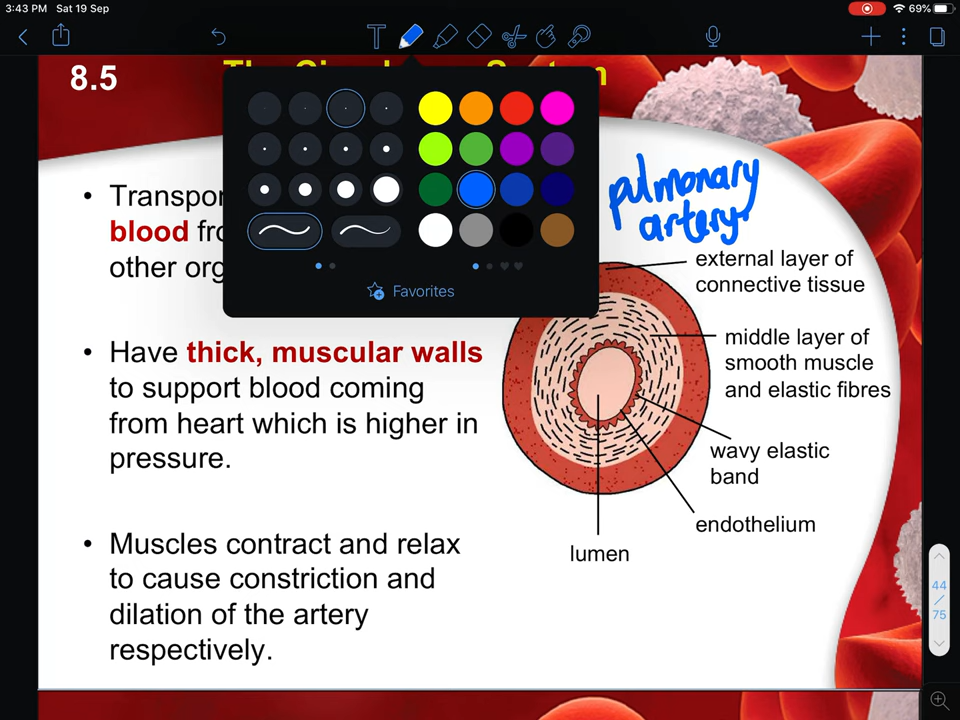 3:43 PM Sat 19 Sep
69%
T
8.5
pulmonary
artery
• Transpor
blood
other
• Have thick, muscular walls
to support blood coming
from heart which is higher in
pressure.
• Muscles contract and relax
to cause constriction and
dilation of the artery
respectively.
Favorites
external layer of
connective tissue
middle layer of
smooth muscle
and elastic fibres
wavy elastic
band
endothelium
lumen
44
/
75